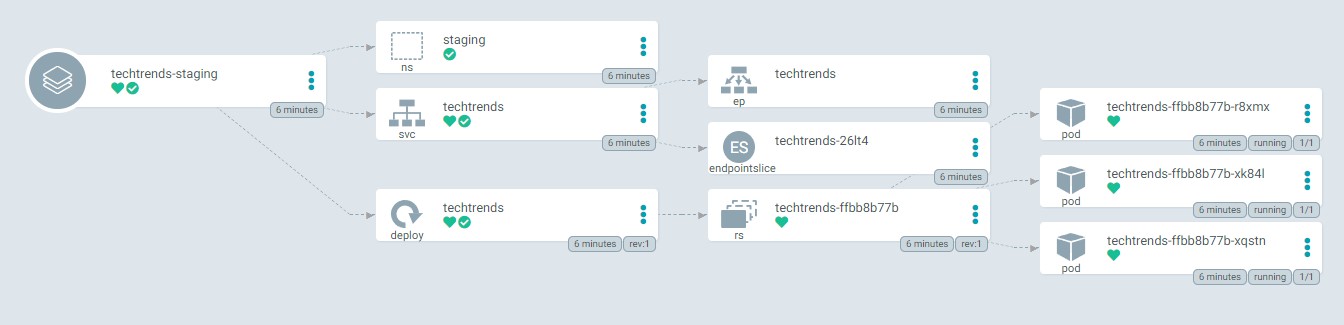 techtrends-staging
6 minutes
staging
ns
6 minutes
techtrends
svc
6 minutes
techtrends
deploy
6 minutes rev:1
techtrends
ep
6 minutes
ES
techtrends-26lt4
endpointslice
6 minutes
techtrends-ffbb8b77b
rs
6 minutes rev:1
techtrends-ffbb8b77b-r8xmx
pod
6 minutes running 1/1
techtrends-ffbb8b77b-xk84l
pod
6 minutes running 1/1
techtrends-ffbb8b77b-xqstn
pod
6 minutes running 1/1